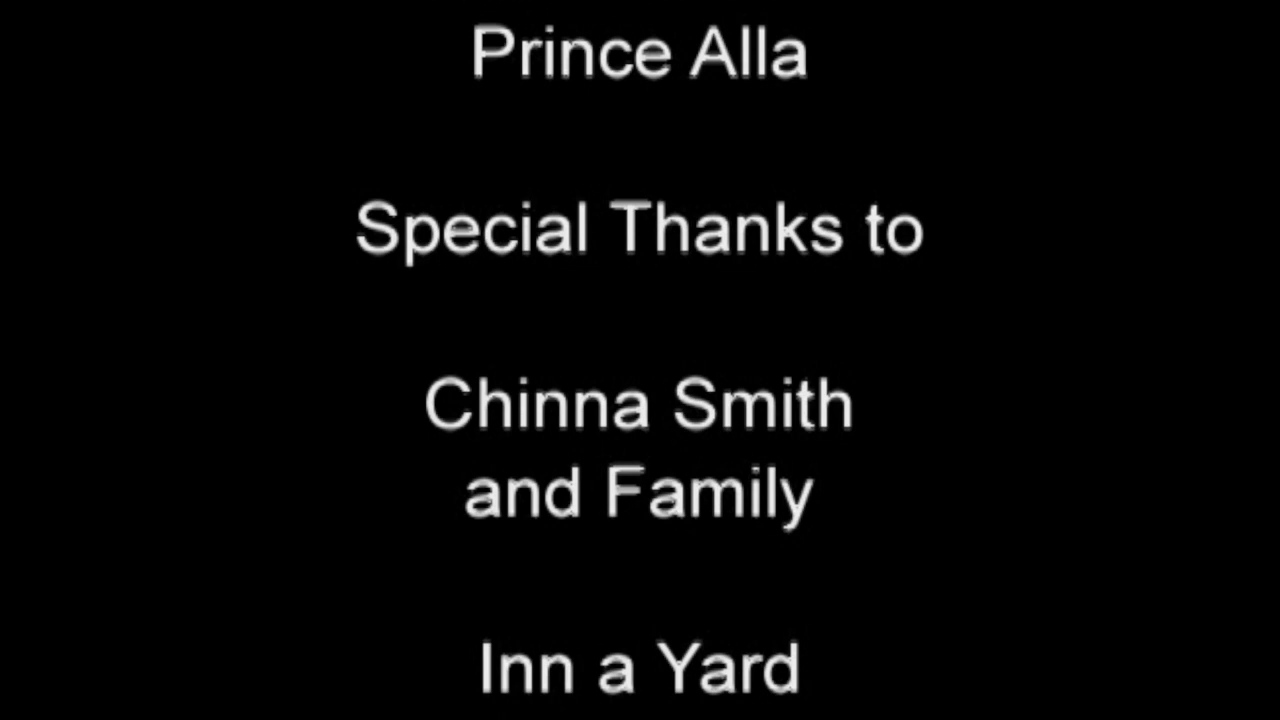 Prince Alla
Special Thanks to
Chinna Smith
and Family
Inn a Yard